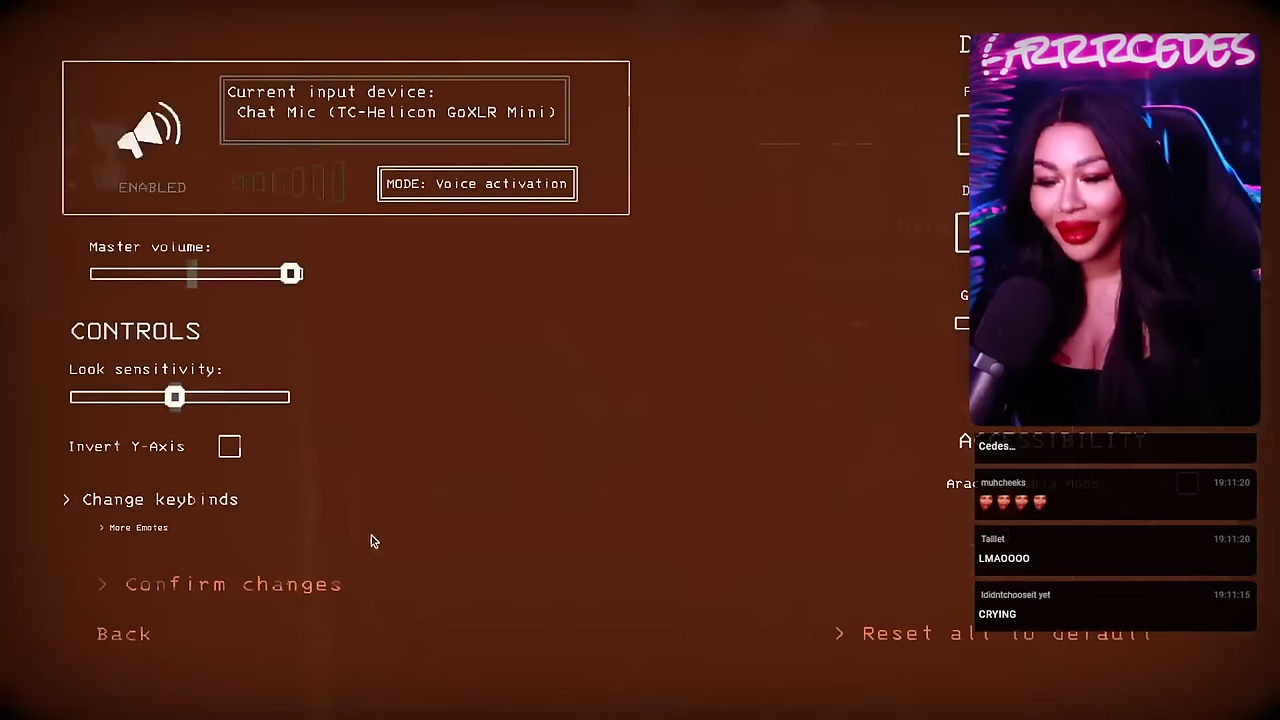 Current input device:
Chat Mic (TC-Helicon GoXLR Mini)
ENABLED
MODE: Voice activation
Master volume:
CONTROLS
Look sensitivity:
Invert Y-Axis
> Change keybinds
> More Emotes
> Confirm changes
Back
ACCESSIBILITY
> Reset all to default
Cedes…
muhcheeks 19:11:20
Talllet 19:11:20
LMAOOOO
Ididntchooseit yet 19:11:15
CRYING